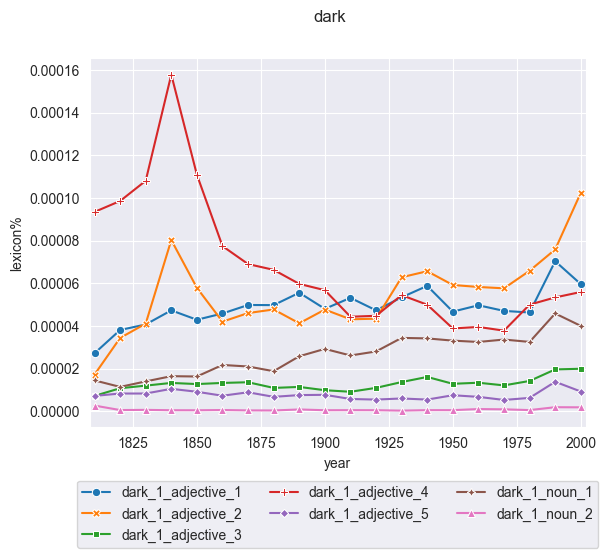 dark
0.00016
0.00014
0.00012
0.00010
0.00008
0.00006
0.00004
0.00002
0.00000
lexicon%
1825 1850 1875 1900 1925 1950 1975 2000
year
dark_1_adjective_1 dark_1_adjective_4 dark_1_noun_1
dark_1_adjective_2 dark_1_adjective_5 dark_1_noun_2
dark_1_adjective_3